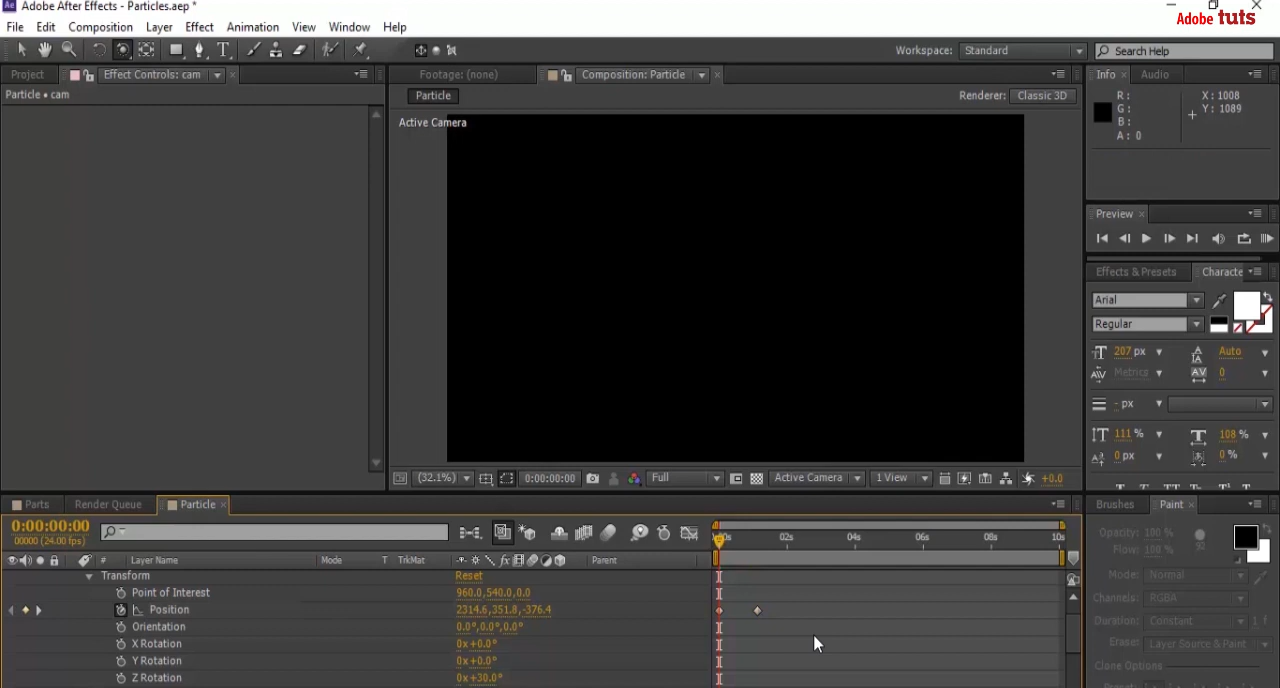 Ae Adobe After Effects - Particles.aep *
Adobe tuts
File Edit Composition Layer Effect Animation View Window Help
Workspace: Standard Search Help
Project Effect Controls: cam Footage: (none) Composition: Particle Info Audio
Particle • cam Particle Renderer: Classic 3D
R: X: 1008
G: Y: 1089
B:
A: 0
Active Camera
Preview
Effects & Presets Characte
Arial
Regular
207 px Auto
Metrics 0
- px
111 % 108 %
0 px 0 %
(32.1%) 0:00:00:00 Full Active Camera 1 View +0.0
Parts Render Queue Particle Brushes Paint
0:00:00:00
00000 (24.00 fps)
02s 04s 06s 08s 10s
# Layer Name Mode T TrkMat Parent
Transform Reset
Point of Interest 960.0,540.0,0.0
Position 2314.6,351.8,-376.4
Orientation 0.0°,0.0°,0.0°
X Rotation 0x+0.0°
Y Rotation 0x+0.0°
Z Rotation 0x+30.0°
Opacity: 100 %
Flow: 100 %
92
Mode: Normal
Channels: RGBA
Duration: Constant 1 f
Erase: Layer Source & Paint
Clone Options